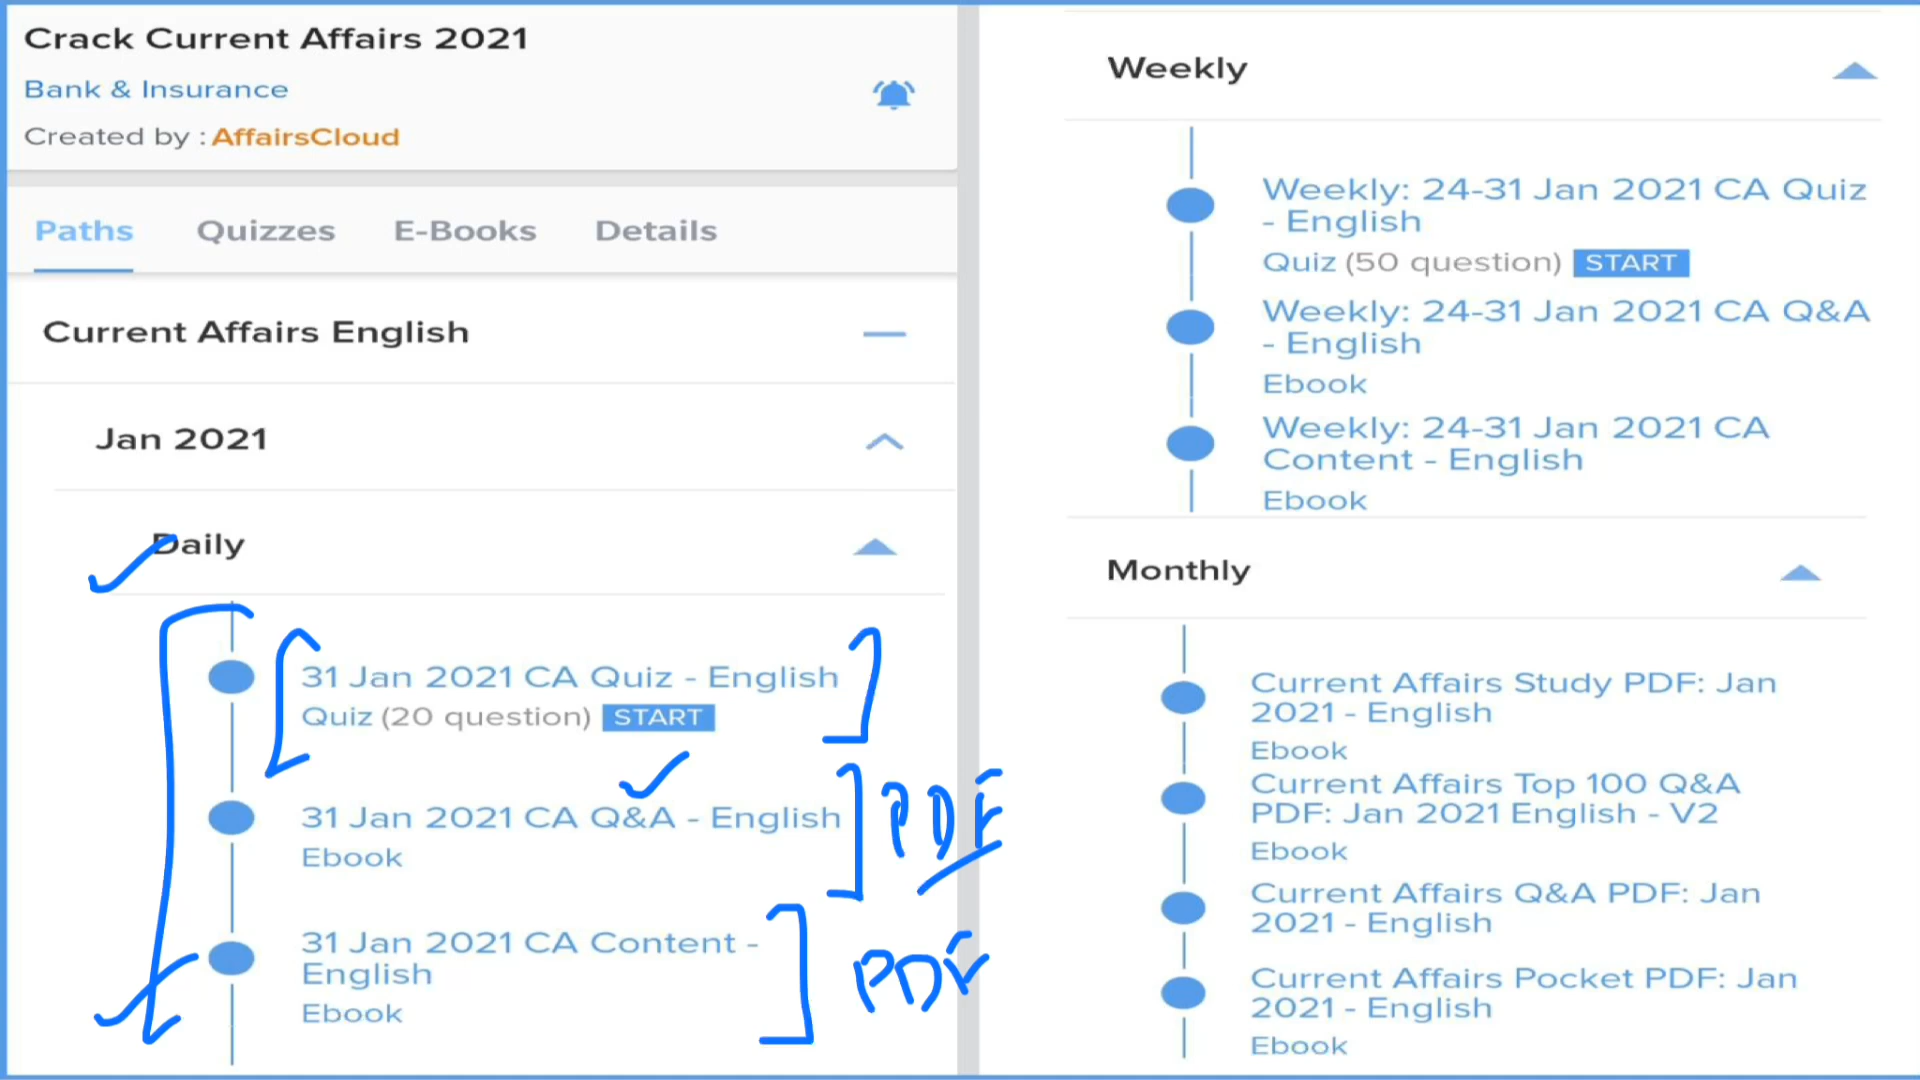 Crack Current Affairs 2021
Bank & Insurance
Created by : AffairsCloud
Paths Quizzes E-Books Details
Current Affairs English
Jan 2021
Daily
31 Jan 2021 CA Quiz - English
Quiz (20 question) START
31 Jan 2021 CA Q&A - English
Ebook
PDF
31 Jan 2021 CA Content -
English
Ebook
PDF
Weekly
Weekly: 24-31 Jan 2021 CA Quiz
- English
Quiz (50 question) START
Weekly: 24-31 Jan 2021 CA Q&A
- English
Ebook
Weekly: 24-31 Jan 2021 CA
Content - English
Ebook
Monthly
Current Affairs Study PDF: Jan
2021 - English
Ebook
Current Affairs Top 100 Q&A
PDF: Jan 2021 English - V2
Ebook
Current Affairs Q&A PDF: Jan
2021 - English
Current Affairs Pocket PDF: Jan
2021 - English
Ebook